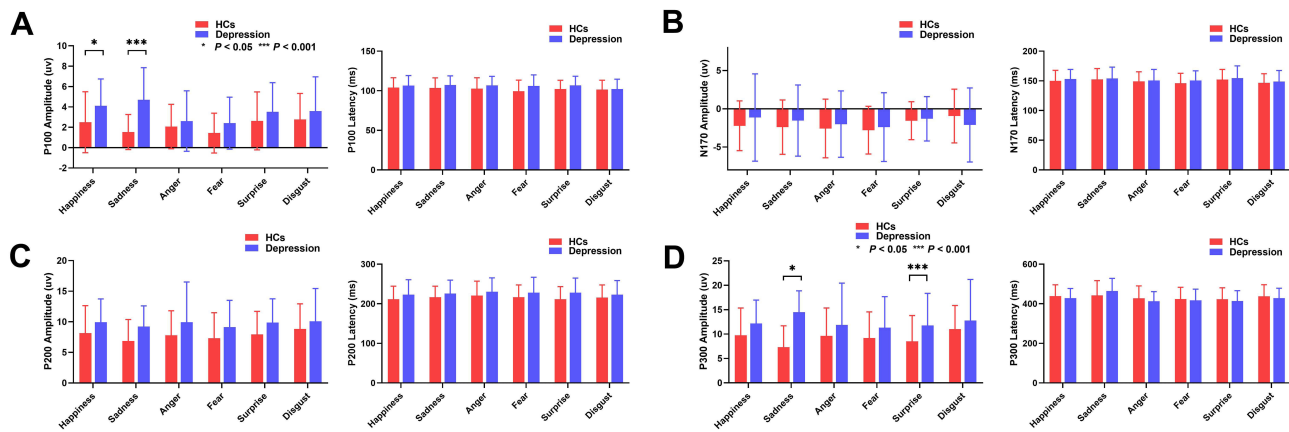 A
HCs
Depression
* P < 0.05 *** P < 0.001
P100 Amplitude (uv)
10
8
6
4
2
0
-2
*
***
Happiness
Sadness
Anger
Fear
Surprise
Disgust
HCs
Depression
P100 Latency (ms)
150
100
50
0
Happiness
Sadness
Anger
Fear
Surprise
Disgust
B
HCs
Depression
N170 Amplitude (uv)
5
0
-5
Happiness
Sadness
Anger
Fear
Surprise
Disgust
HCs
Depression
N170 Latency (ms)
200
150
100
50
0
Happiness
Sadness
Anger
Fear
Surprise
Disgust
C
HCs
Depression
P200 Amplitude (uv)
20
15
10
5
0
Happiness
Sadness
Anger
Fear
Surprise
Disgust
HCs
Depression
P200 Latency (ms)
300
200
100
0
Happiness
Sadness
Anger
Fear
Surprise
Disgust
D
HCs
Depression
* P < 0.05 *** P < 0.001
P300 Amplitude (uv)
25
20
15
10
5
0
*
***
Happiness
Sadness
Anger
Fear
Surprise
Disgust
HCs
Depression
P300 Latency (ms)
600
400
200
0
Happiness
Sadness
Anger
Fear
Surprise
Disgust